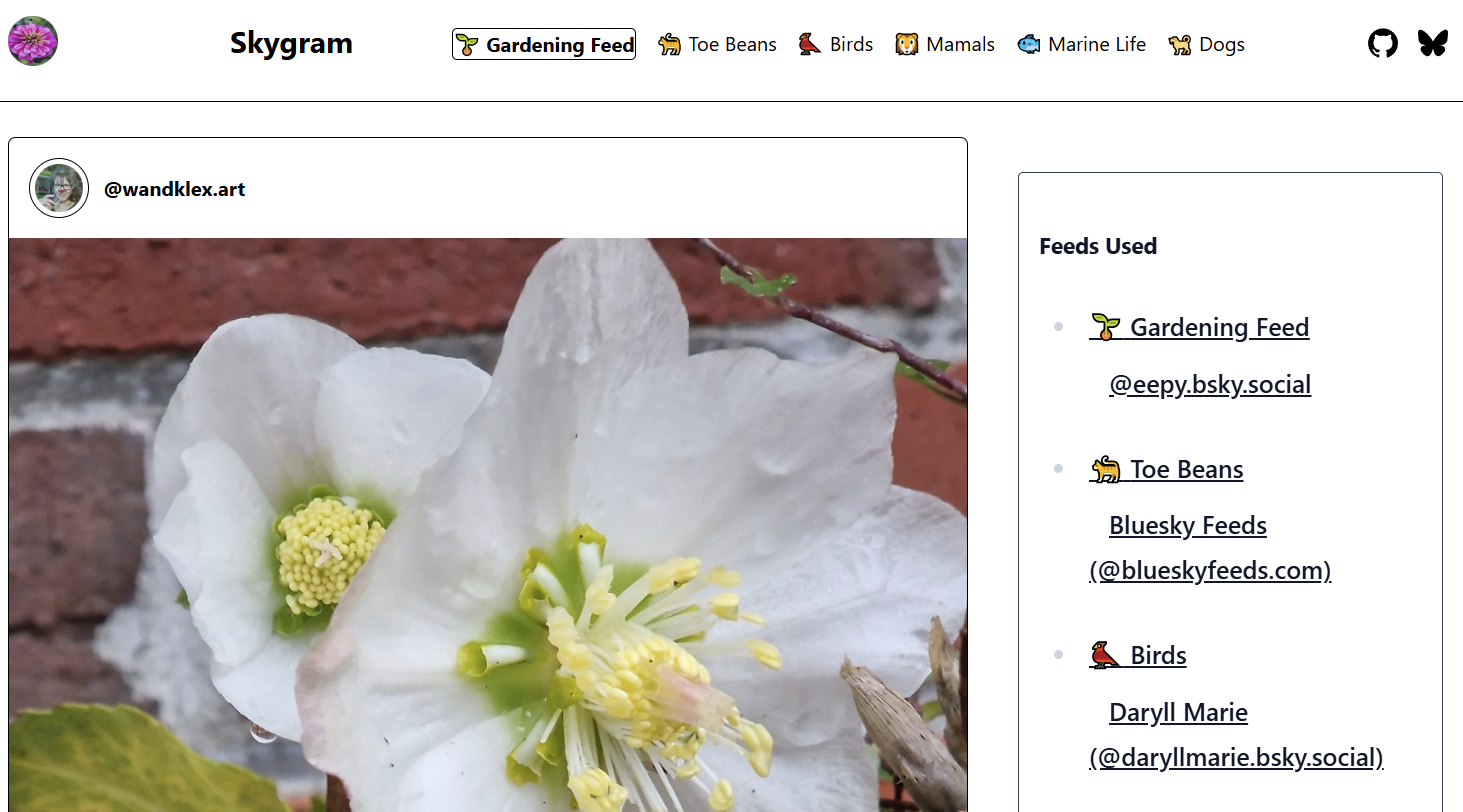 Skygram
Gardening Feed
Toe Beans
Birds
Mamals
Marine Life
Dogs
@wandklex.art
Feeds Used
Gardening Feed
@eepy.bsky.social
Toe Beans
Bluesky Feeds
(@blueskyfeeds.com)
Birds
Daryll Marie
(@daryllmarie.bsky.social)